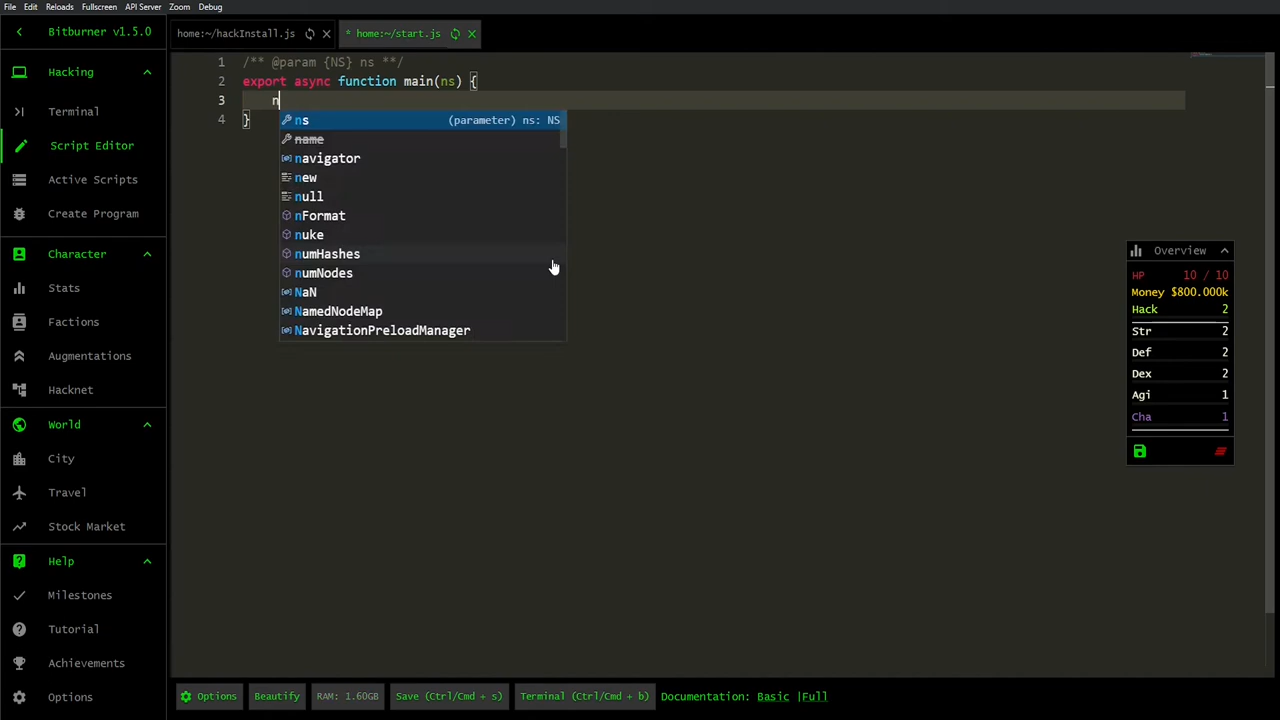 File Edit Reloads Fullscreen API Server Zoom Debug
Bitburner v1.5.0
Hacking
Terminal
Script Editor
Active Scripts
Create Program
Character
Stats
Factions
Augmentations
Hacknet
World
City
Travel
Stock Market
Help
Milestones
Tutorial
Achievements
Options
home:~/hackInstall.js
* home:~/start.js
1 /** @param {NS} ns **/
2 export async function main(ns) {
3 n
4 }
ns (parameter) ns: NS
name
navigator
new
null
nFormat
nuke
numHashes
numNodes
NaN
NamedNodeMap
NavigationPreloadManager
Overview
HP 10 / 10
Money $800.000k
Hack 2
Str 2
Def 2
Dex 2
Agi 1
Cha 1
Options Beautify RAM: 1.60GB Save (Ctrl/Cmd + s) Terminal (Ctrl/Cmd + b) Documentation: Basic |Full